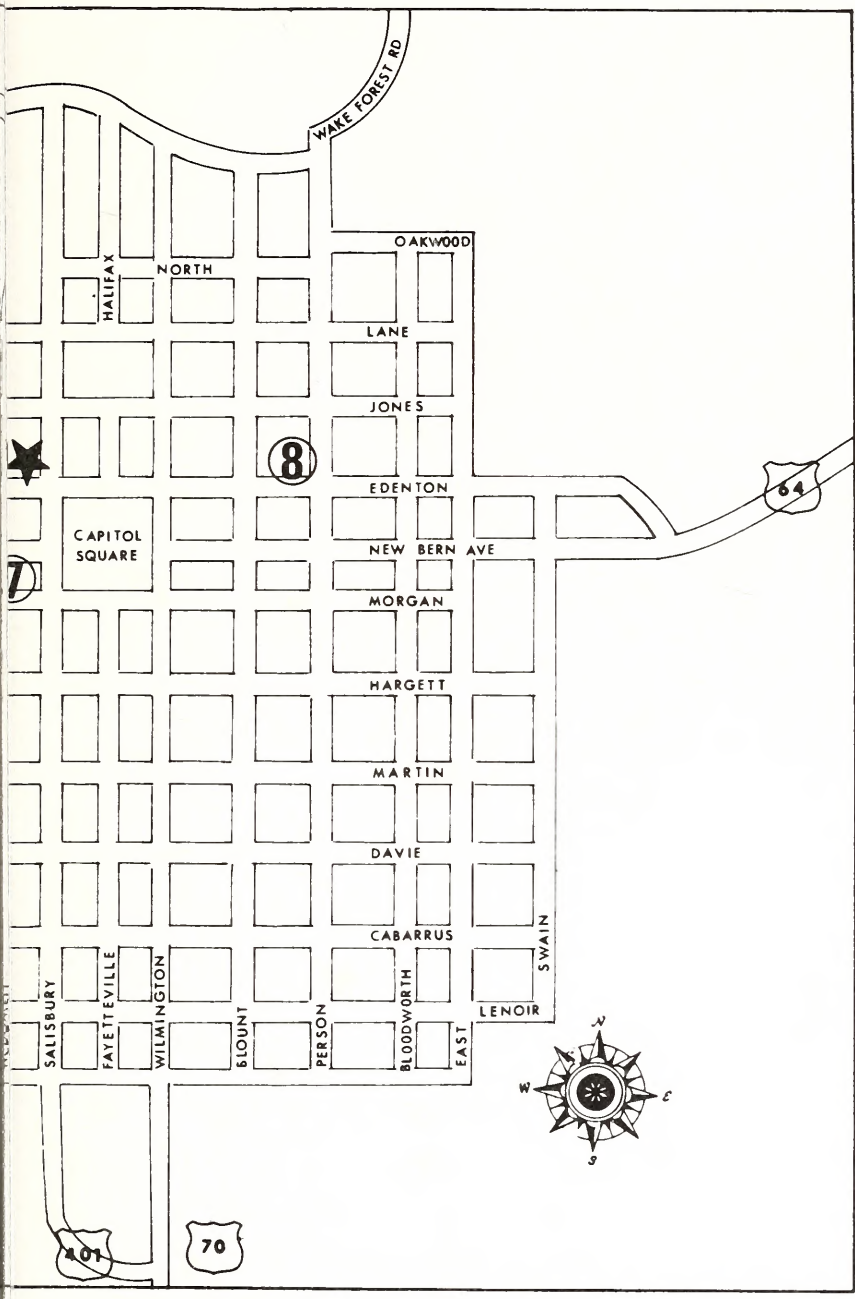 WAKE FOREST RD
OAKWOOD
HALIFAX
NORTH
LANE
JONES
8
EDENTON
64
CAPITOL
SQUARE
NEW BERN AVE
7
MORGAN
HARGETT
MARTIN
DAVIE
CABARRUS
SWAIN
SALISBURY
FAYETTEVILLE
WILMINGTON
BLOUNT
PERSON
BLOODWORTH
EAST
LENOIR
N
W
E
S
401
70